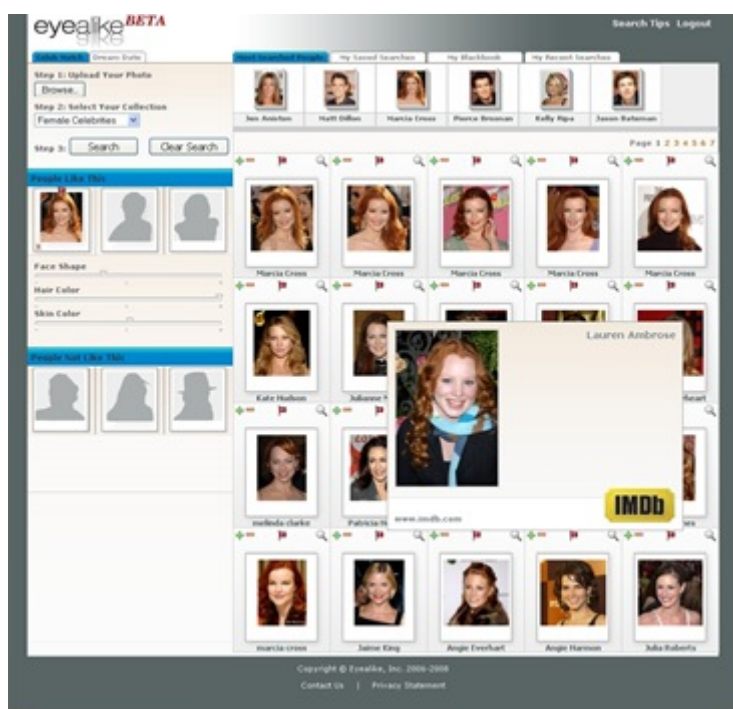 eyealike BETA
Search Tips Logout
Celeb Match Dream Date
Most Searched People My Saved Searches My Blackbook My Recent Searches
Step 1: Upload Your Photo
Browse..
Step 2: Select Your Collection
Female Celebrities
Step 3: Search Clear Search
Jen Aniston Matt Dillon Marcia Cross Pierce Brosnan Kelly Ripa Jason Bateman
Page 1 2 3 4 5 6 7
People Like This
Face Shape
Hair Color
Skin Color
People Not Like This
Marcia Cross Marcia Cross Marcia Cross Marcia Cross Marcia Cross
Kate Hudson Julianne
Lauren Ambrose
IMDb
www.imdb.com
melinda clarke Patricia
marcia cross Jaime King Angie Everhart Angie Harmon Julia Roberts
Copyright © Eyealike, Inc. 2006-2008
Contact Us | Privacy Statement